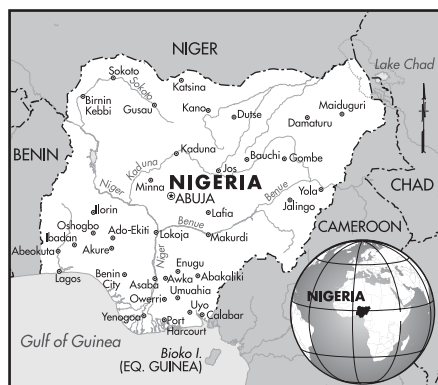 NIGER
Lake Chad
Sokoto
Sokoto
Katsina
Birnin
Kebbi
Gusau
Kano
Dutse
Maiduguri
Damaturu
BENIN
Kaduna
Kaduna
Jos
Bauchi
Gombe
Niger
Minna
NIGERIA
ABUJA
Benue
Yola
Jalingo
CHAD
Ilorin
Lafia
Oshogbo
Ibadan
Ado-Ekiti
Lokoja
Benue
Makurdi
CAMEROON
Abeokuta
Akure
Niger
Enugu
Lagos
Benin
City
Asaba
Awka
Abakaliki
Umuahia
Owerri
Uyo
Yenogoa
Port
Harcourt
Calabar
NIGERIA
Gulf of Guinea
Bioko I.
(EQ. GUINEA)